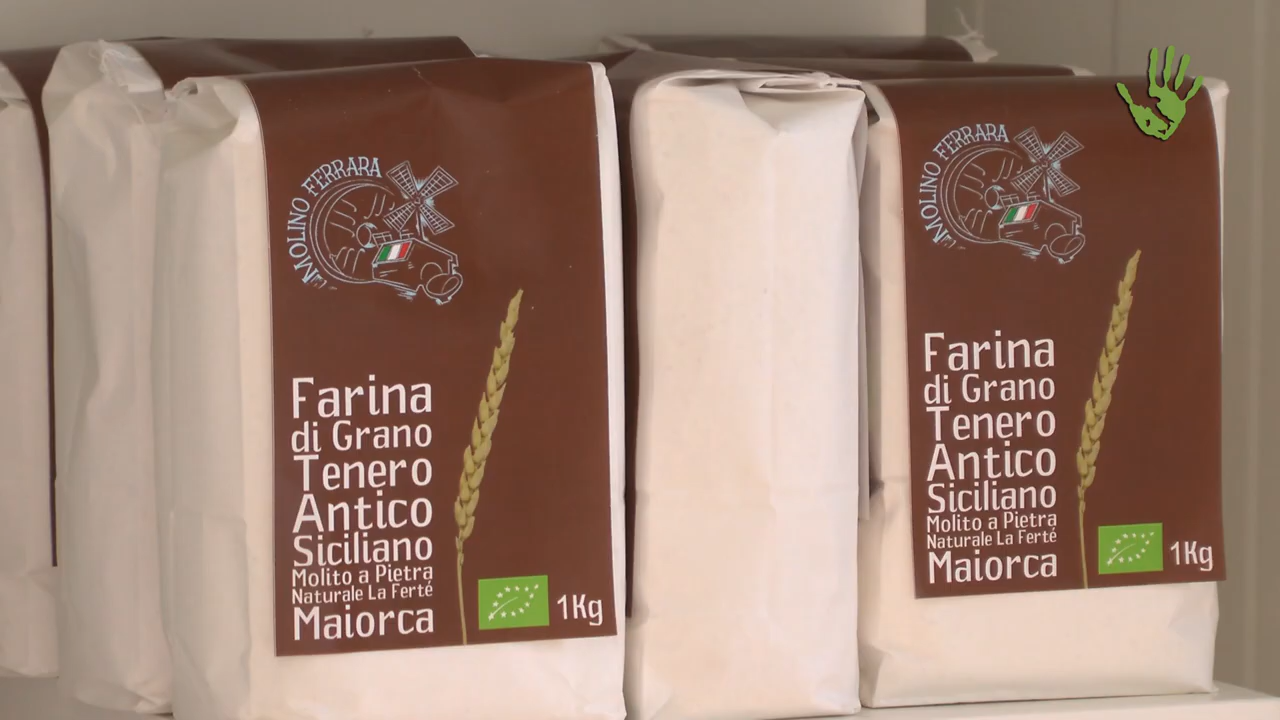 MOLINO FERRARA
Farina
di Grano
Tenero
Antico
Siciliano
Molito a Pietra
Naturale La Ferté
Maiorca
1Kg
MOLINO FERRARA
Farina
di Grano
Tenero
Antico
Siciliano
Molito a Pietra
Naturale La Ferté
Maiorca
1Kg